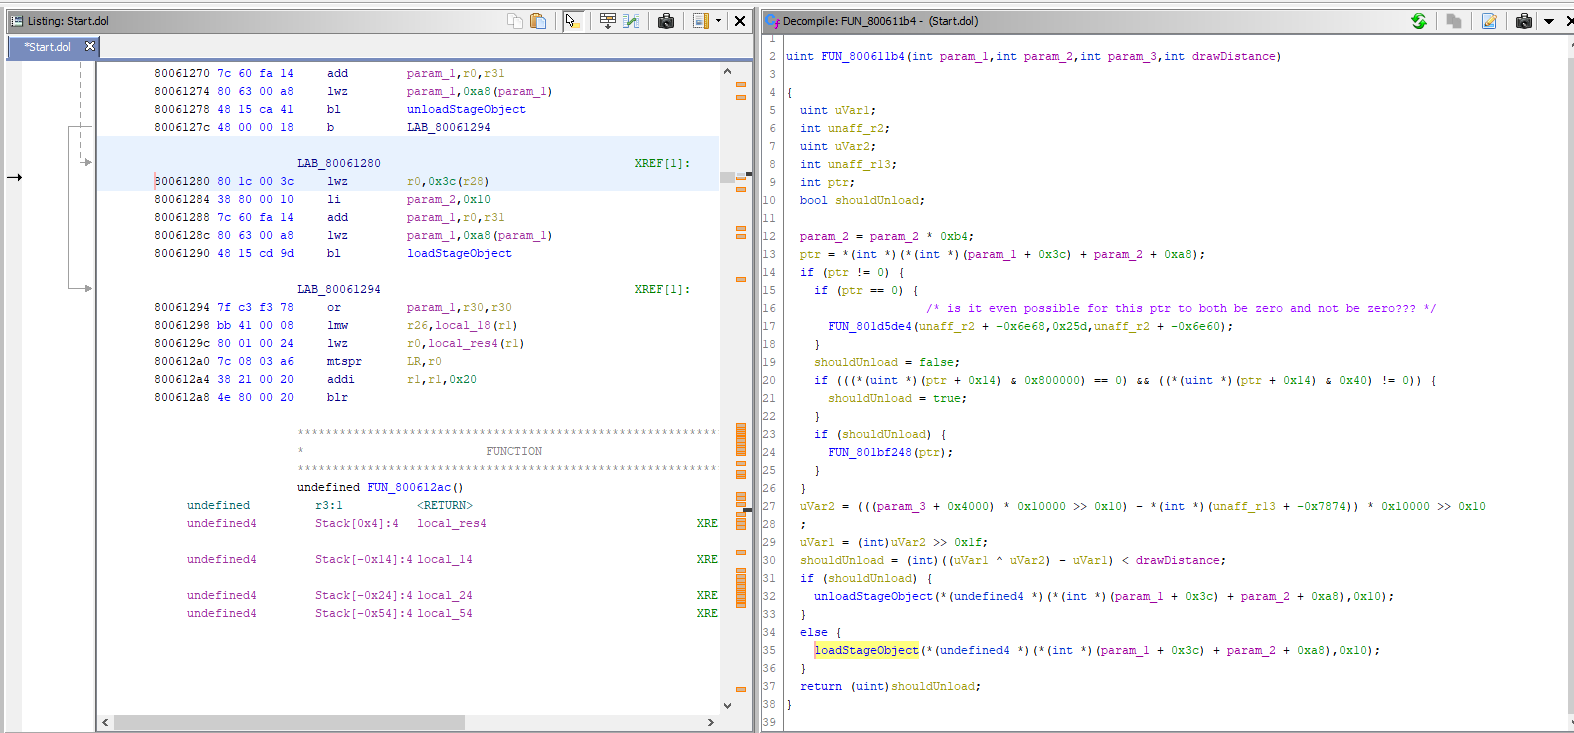 Listing: Start.dol
*Start.dol
80061270 7c 60 fa 14 add param_1,r0,r31
80061274 80 63 00 a8 lwz param_1,0xa8(param_1)
80061278 48 15 ca 41 bl unloadStageObject
8006127c 48 00 00 18 b LAB_80061294
LAB_80061280 XREF[1]:
80061280 80 1c 00 3c lwz r0,0x3c(r28)
80061284 38 80 00 10 li param_2,0x10
80061288 7c 60 fa 14 add param_1,r0,r31
8006128c 80 63 00 a8 lwz param_1,0xa8(param_1)
80061290 48 15 cd 9d bl loadStageObject
LAB_80061294 XREF[1]:
80061294 7f c3 f3 78 or param_1,r30,r30
80061298 bb 41 00 08 lmw r26,local_18(r1)
8006129c 80 01 00 24 lwz r0,local_res4(r1)
800612a0 7c 08 03 a6 mtspr LR,r0
800612a4 38 21 00 20 addi r1,r1,0x20
800612a8 4e 80 00 20 blr
************************************************************
* FUNCTION
************************************************************
undefined FUN_800612ac()
undefined r3:1 <RETURN>
undefined4 Stack[0x4]:4 local_res4 XRE
undefined4 Stack[-0x14]:4 local_14 XRE
undefined4 Stack[-0x24]:4 local_24 XRE
undefined4 Stack[-0x54]:4 local_54 XRE
Decompile: FUN_800611b4 - (Start.dol)
1
2 uint FUN_800611b4(int param_1,int param_2,int param_3,int drawDistance)
3
4 {
5 uint uVar1;
6 int unaff_r2;
7 uint uVar2;
8 int unaff_r13;
9 int ptr;
10 bool shouldUnload;
11
12 param_2 = param_2 * 0xb4;
13 ptr = *(int *)(*(int *)(param_1 + 0x3c) + param_2 + 0xa8);
14 if (ptr != 0) {
15 if (ptr == 0) {
16 /* is it even possible for this ptr to both be zero and not be zero??? */
17 FUN_801d5de4(unaff_r2 + -0x6e68,0x25d,unaff_r2 + -0x6e60);
18 }
19 shouldUnload = false;
20 if (((*(uint *)(ptr + 0x14) & 0x800000) == 0) && ((*(uint *)(ptr + 0x14) & 0x40) != 0)) {
21 shouldUnload = true;
22 }
23 if (shouldUnload) {
24 FUN_801bf248(ptr);
25 }
26 }
27 uVar2 = (((param_3 + 0x4000) * 0x10000 >> 0x10) - *(int *)(unaff_r13 + -0x7874)) * 0x10000 >> 0x10
28 ;
29 uVar1 = (int)uVar2 >> 0x1f;
30 shouldUnload = (int)((uVar1 ^ uVar2) - uVar1) < drawDistance;
31 if (shouldUnload) {
32 unloadStageObject(*(undefined4 *)(*(int *)(param_1 + 0x3c) + param_2 + 0xa8),0x10);
33 }
34 else {
35 loadStageObject(*(undefined4 *)(*(int *)(param_1 + 0x3c) + param_2 + 0xa8),0x10);
36 }
37 return (uint)shouldUnload;
38 }
39